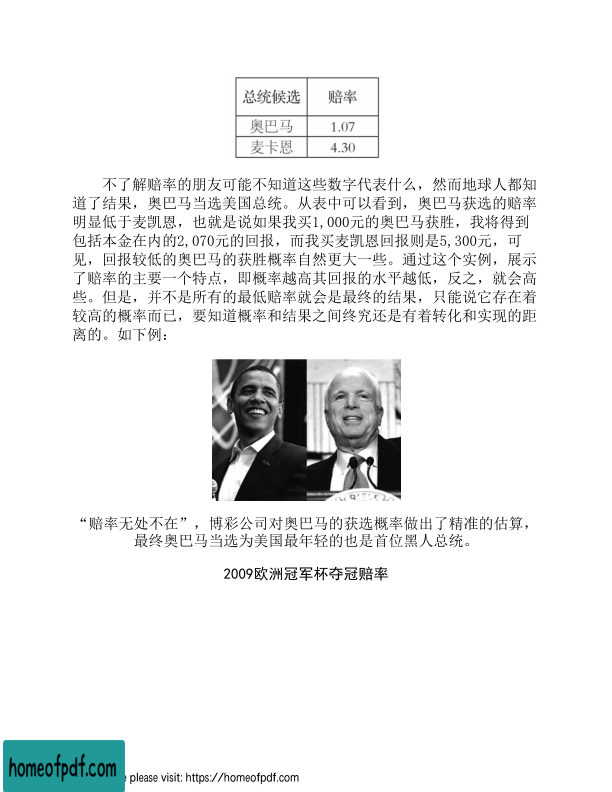 总统候选 赔率
奥巴马 1.07
麦卡恩 4.30
不了解赔率的朋友可能不知道这些数字代表什么，然而地球人都知
道了结果，奥巴马当选美国总统。从表中可以看到，奥巴马获选的赔率
明显低于麦凯恩，也就是说如果我买1,000元的奥巴马获胜，我将得到
包括本金在内的2,070元的回报，而我买麦凯恩回报则是5,300元，可
见，回报较低的奥巴马的获胜概率自然更大一些。通过这个实例，展示
了赔率的主要一个特点，即概率越高其回报的水平越低，反之，就会高
些。但是，并不是所有的最低赔率就会是最终的结果，只能说它存在着
较高的概率而已，要知道概率和结果之间终究还是有着转化和实现的距
离的。如下例：
“赔率无处不在”，博彩公司对奥巴马的获选概率做出了精准的估算，
最终奥巴马当选为美国最年轻的也是首位黑人总统。
2009欧洲冠军杯夺冠赔率
homeofpdf.com
e please visit: https://homeofpdf.com